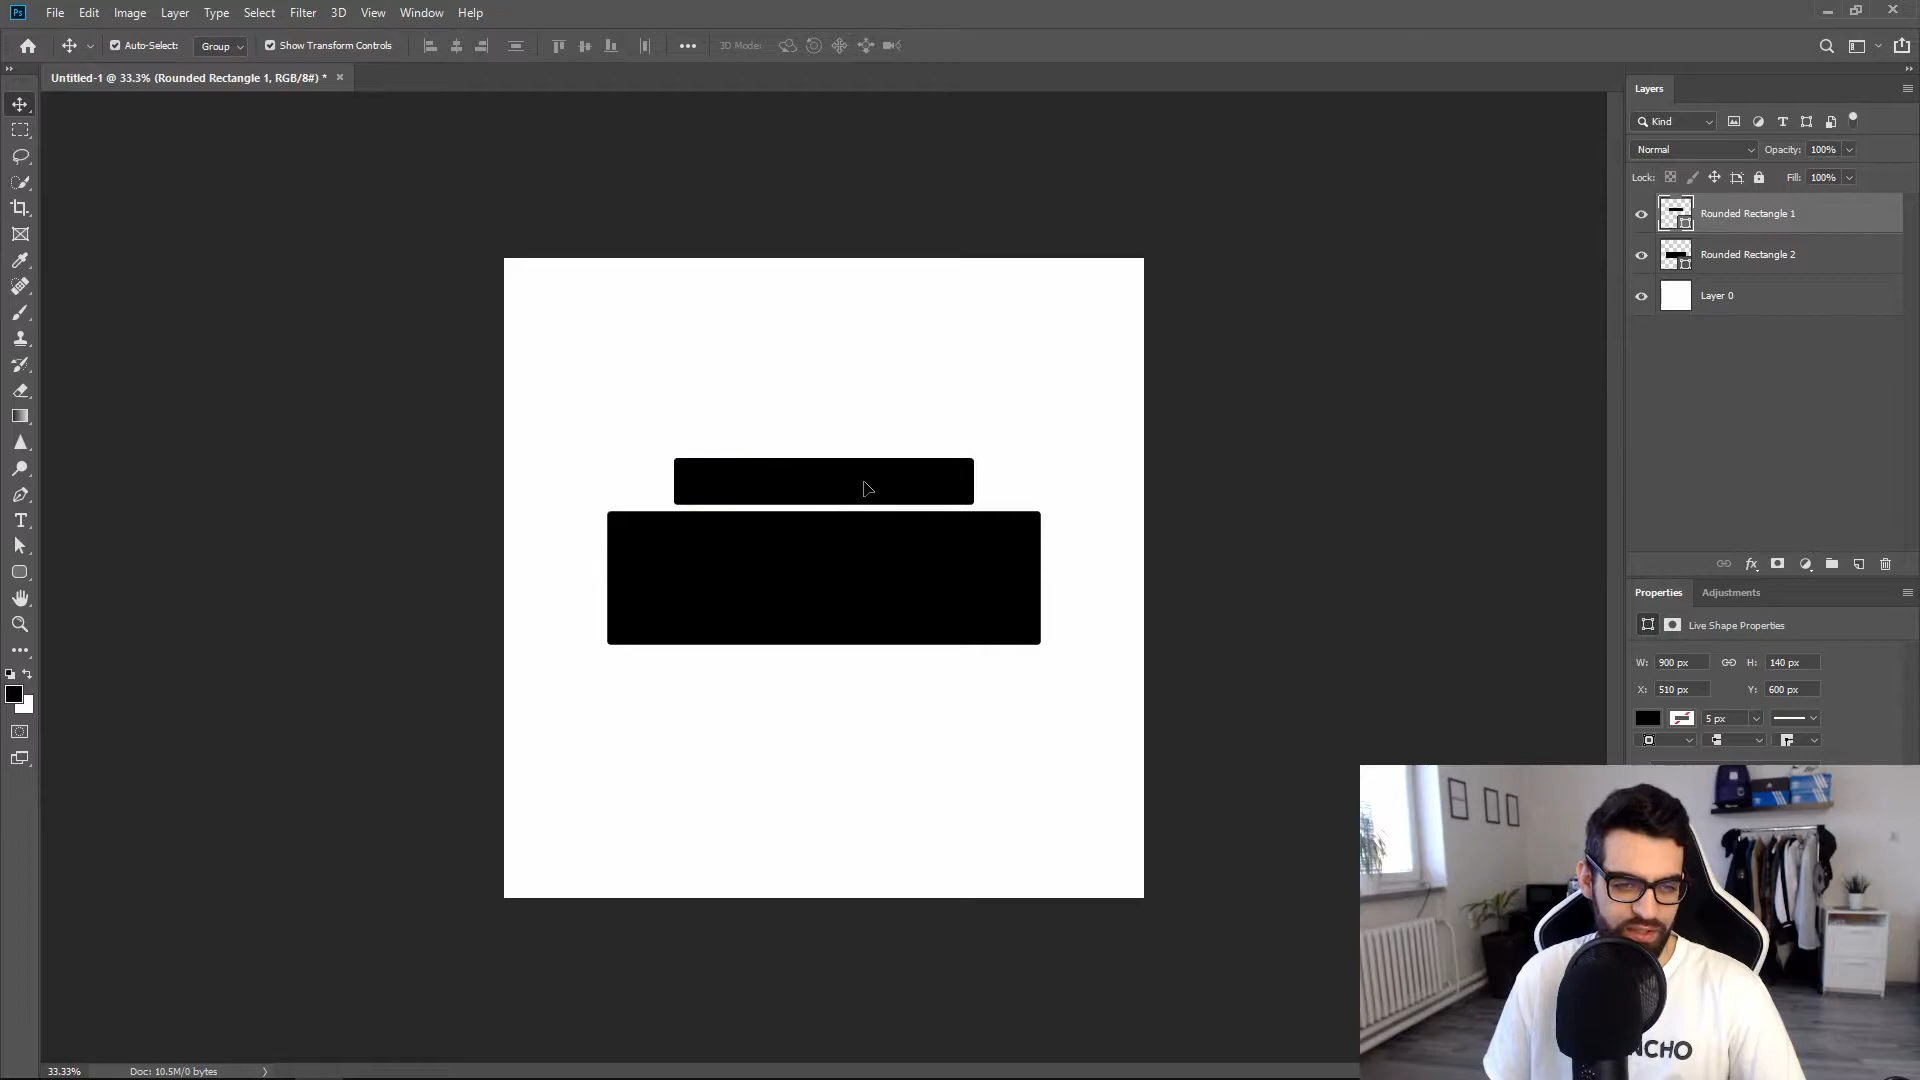 Ps File Edit Image Layer Type Select Filter 3D View Window Help
Auto-Select: Group Show Transform Controls 3D Mode:
Untitled-1 @ 33.3% (Rounded Rectangle 1, RGB/8#) *
Layers
Kind
Normal Opacity: 100%
Lock: Fill: 100%
Rounded Rectangle 1
Rounded Rectangle 2
Layer 0
fx
Properties Adjustments
Live Shape Properties
W: 900 px H: 140 px
X: 510 px Y: 600 px
5 px
NCHO
33.33% Doc: 10.5M/0 bytes